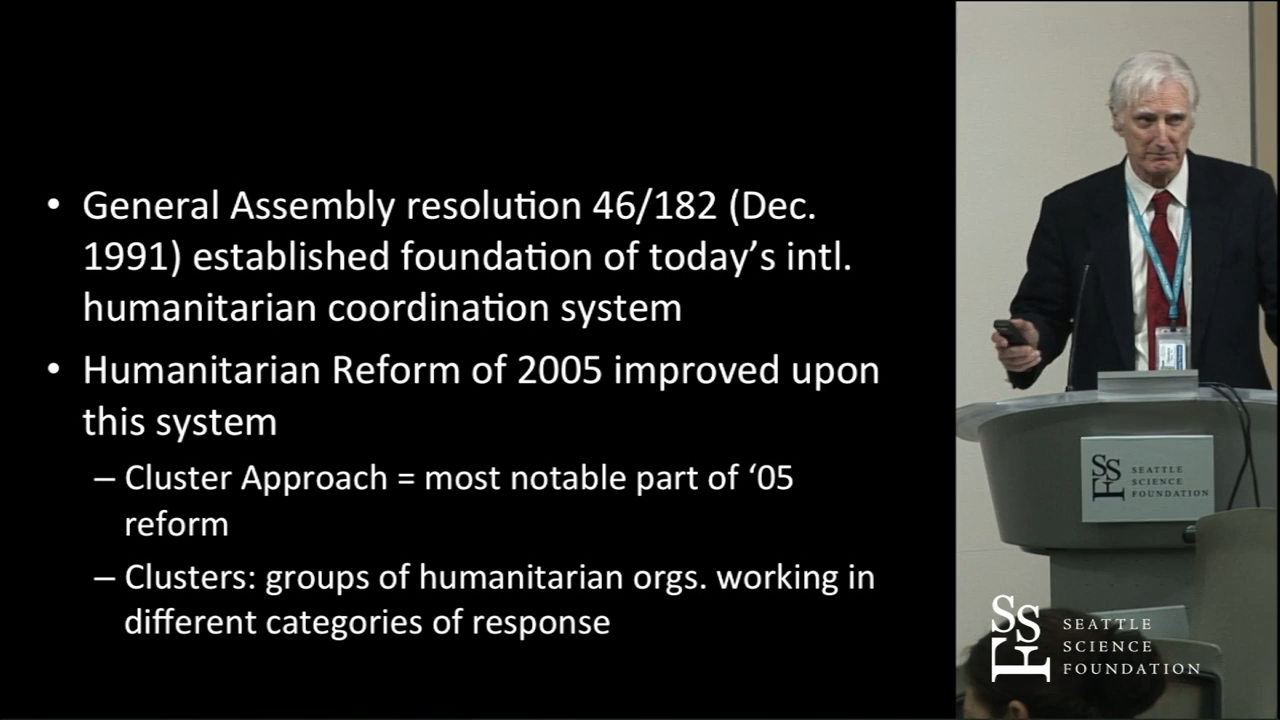 • General Assembly resolution 46/182 (Dec.
1991) established foundation of today’s intl.
humanitarian coordination system
• Humanitarian Reform of 2005 improved upon
this system
– Cluster Approach = most notable part of ‘05
reform
– Clusters: groups of humanitarian orgs. working in
different categories of response
SSF
SEATTLE
SCIENCE
FOUNDATION
SSF
SEATTLE
SCIENCE
FOUNDATION